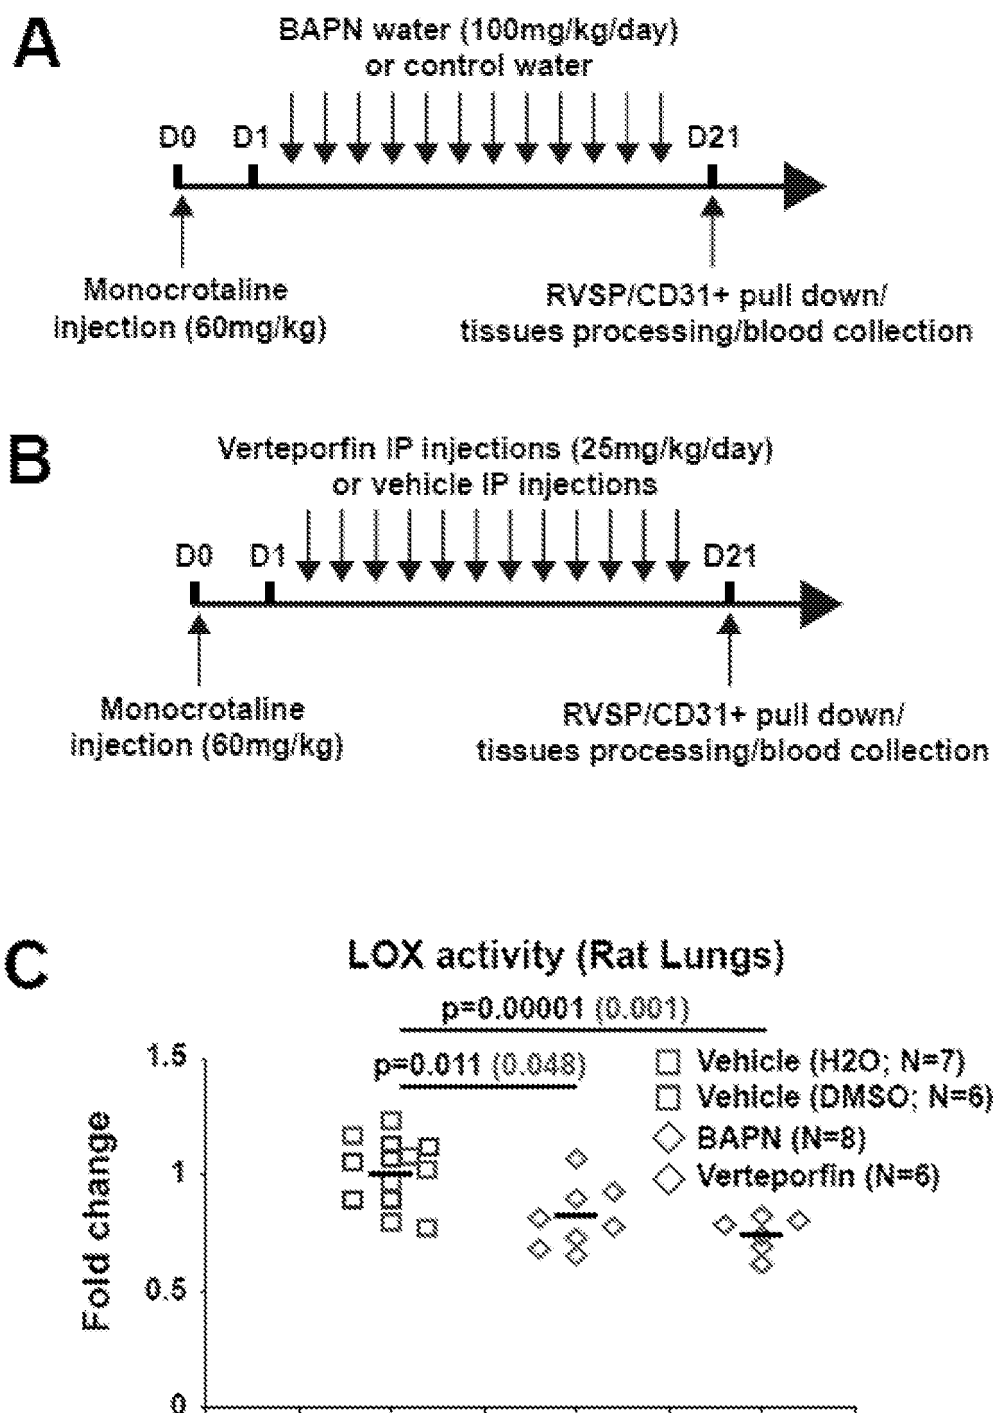 A
BAPN water (100mg/kg/day)
or control water
D0 D1 D21
Monocrotaline
injection (60mg/kg)
RVSP/CD31+ pull down/
tissues processing/blood collection
B
Verteporfin IP injections (25mg/kg/day)
or vehicle IP injections
D0 D1 D21
Monocrotaline
injection (60mg/kg)
RVSP/CD31+ pull down/
tissues processing/blood collection
C
LOX activity (Rat Lungs)
p=0.00001 (0.001)
p=0.011 (0.048)
Vehicle (H2O; N=7)
Vehicle (DMSO; N=6)
BAPN (N=8)
Verteporfin (N=6)
Fold change
1.5
1
0.5
0